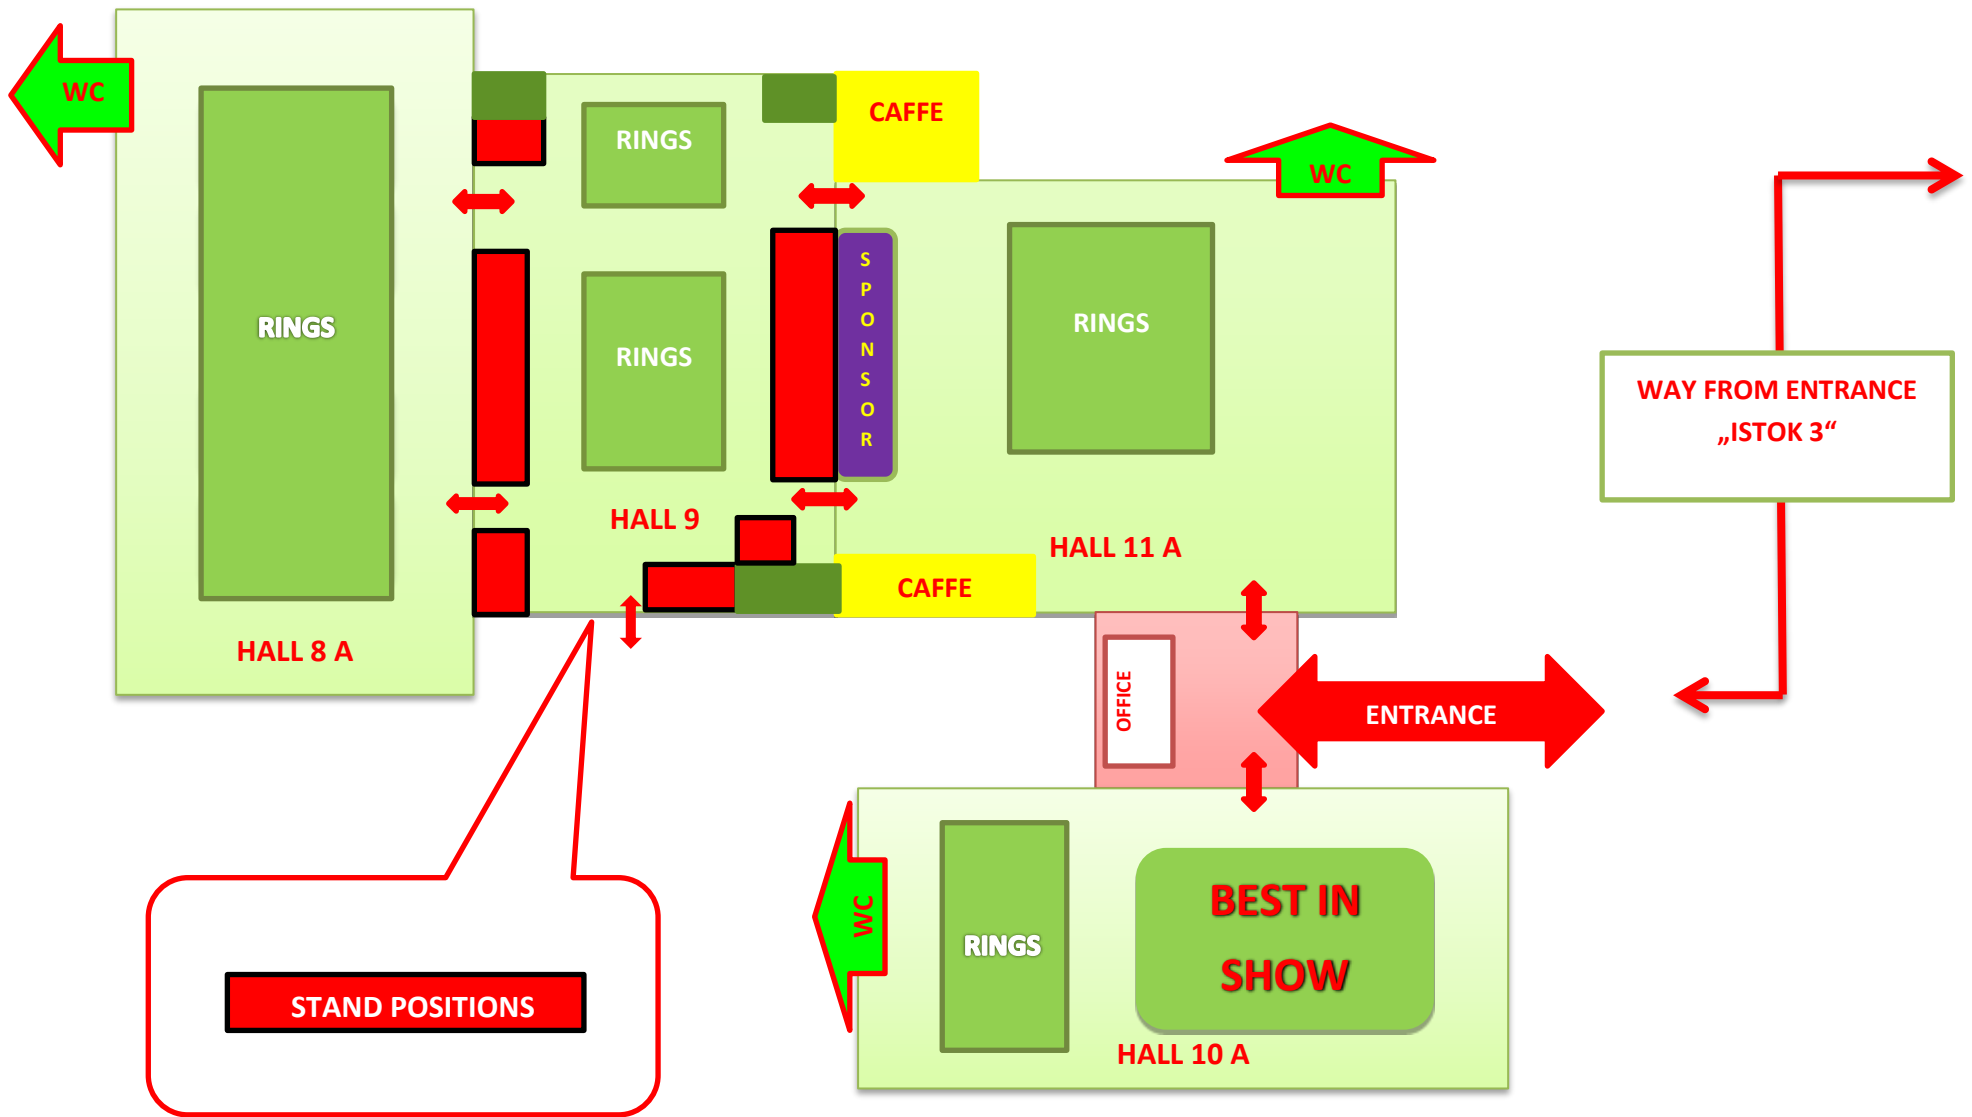 WC
CAFFE
RINGS
WC
S
P
O
N
S
O
R
RINGS
RINGS
RINGS
WAY FROM ENTRANCE
„ISTOK 3“
HALL 9
HALL 11 A
CAFFE
HALL 8 A
OFFICE
ENTRANCE
WC
RINGS
BEST IN
SHOW
STAND POSITIONS
HALL 10 A